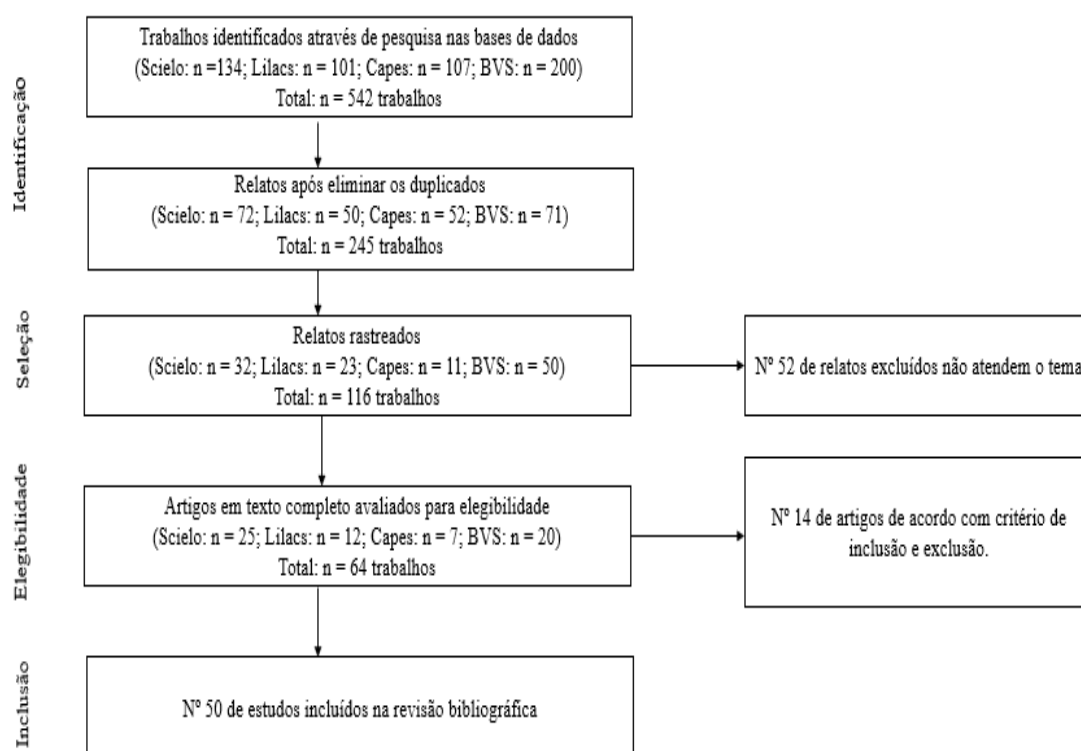 Identificação
Trabalhos identificados através de pesquisa nas bases de dados
(Scielo: n =134; Lilacs: n = 101; Capes: n = 107; BVS: n = 200)
Total: n = 542 trabalhos
Relatos após eliminar os duplicados
(Scielo: n = 72; Lilacs: n = 50; Capes: n = 52; BVS: n = 71)
Total: n = 245 trabalhos
Seleção
Relatos rastreados
(Scielo: n = 32; Lilacs: n = 23; Capes: n = 11; BVS: n = 50)
Total: n = 116 trabalhos
Nº 52 de relatos excluídos não atendem o tema
Elegibilidade
Artigos em texto completo avaliados para elegibilidade
(Scielo: n = 25; Lilacs: n = 12; Capes: n = 7; BVS: n = 20)
Total: n = 64 trabalhos
Nº 14 de artigos de acordo com critério de
inclusão e exclusão.
Inclusão
Nº 50 de estudos incluídos na revisão bibliográfica